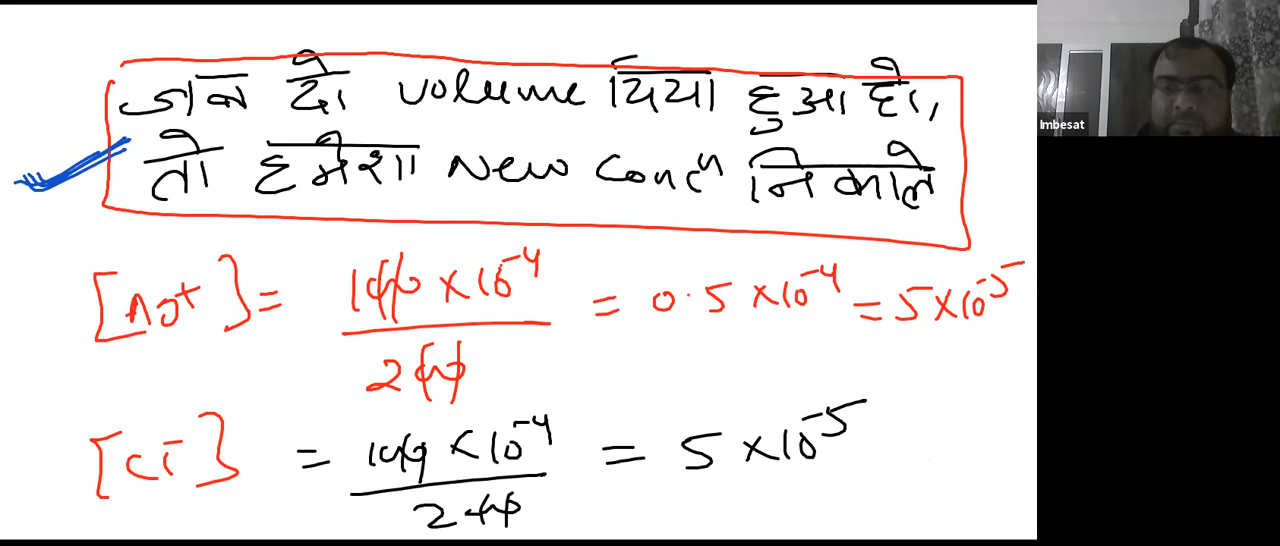 जब दो volume दिया हुआ हो,
तो हमेशा New Concⁿ निकाले
[Ag⁺] = 100 × 10⁻⁴ / 200 = 0.5 × 10⁻⁴ = 5 × 10⁻⁵
[Cl⁻] = 100 × 10⁻⁴ / 200 = 5 × 10⁻⁵
Imbesat